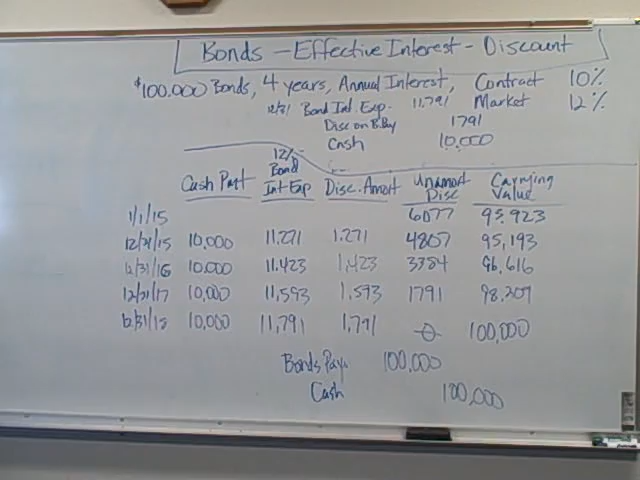 Bonds - Effective Interest - Discount
$100,000 Bonds, 4 years, Annual Interest, Contract 10%
12/31 Bond Int. Exp. 11,791 Market 12%
Disc on B. Pay 1791
Cash 10,000
12%
Bond Unamort Carrying
Cash Pmt Int Exp Disc. Amort Disc Value
1/1/15 6077 93,923
12/31/15 10,000 11,271 1,271 4807 95,193
12/31/16 10,000 11,423 1,423 3384 96,616
12/31/17 10,000 11,593 1,593 1791 98,209
12/31/18 10,000 11,791 1,791 0 100,000
Bonds Pay. 100,000
Cash 100,000